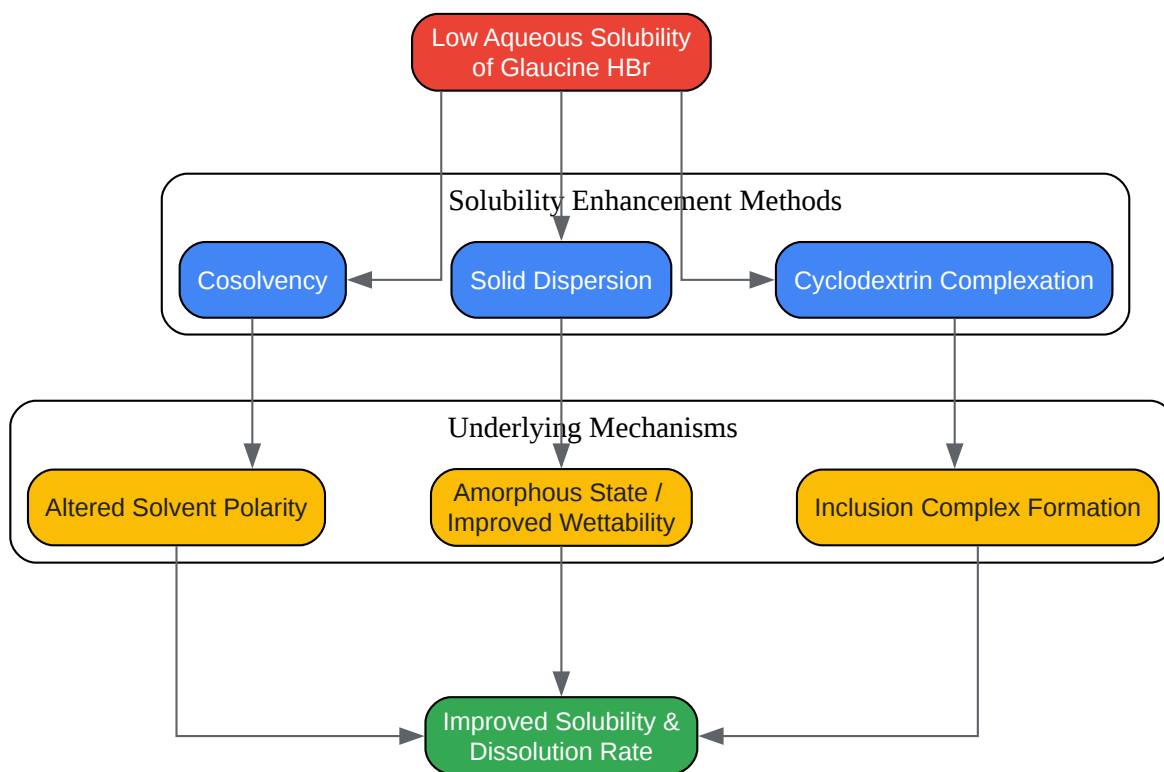 Low Aqueous Solubility
of Glaucine HBr
Solubility Enhancement Methods
Cosolvency
Solid Dispersion
Cyclodextrin Complexation
Underlying Mechanisms
Altered Solvent Polarity
Amorphous State /
Improved Wettability
Inclusion Complex Formation
Improved Solubility &
Dissolution Rate